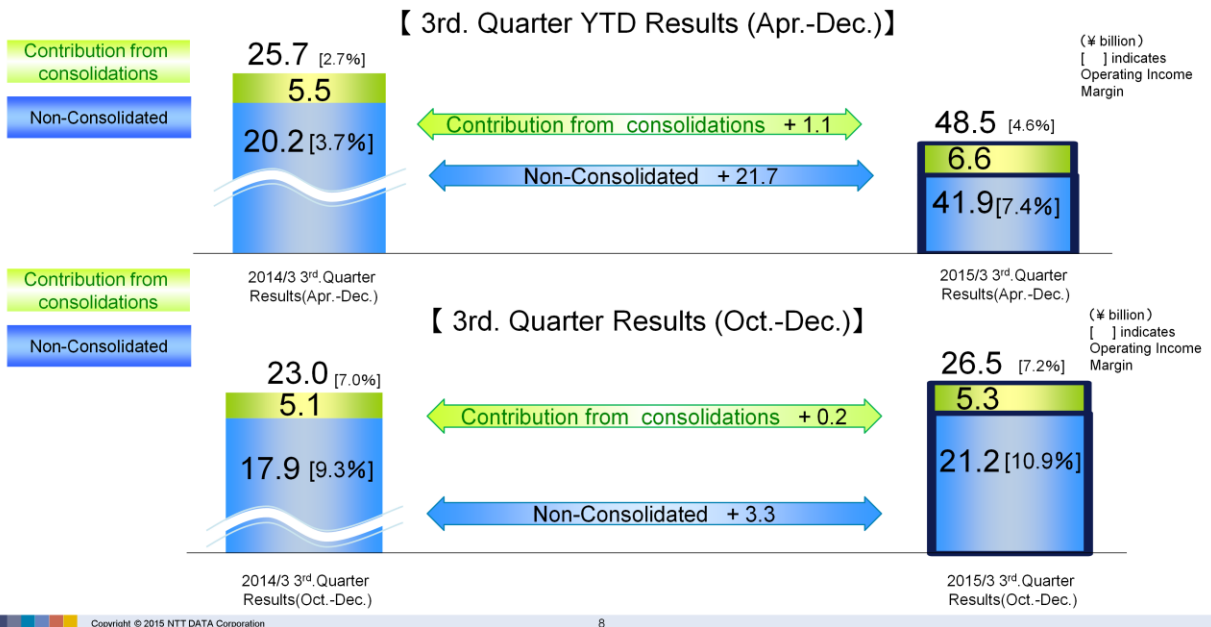 【 3rd. Quarter YTD Results (Apr.-Dec.)】
Contribution from
consolidations
Non-Consolidated
(¥ billion)
[ ] indicates
Operating Income
Margin
25.7 [2.7%]
5.5
20.2 [3.7%]
Contribution from consolidations + 1.1
Non-Consolidated + 21.7
48.5 [4.6%]
6.6
41.9[7.4%]
2014/3 3rd.Quarter
Results(Apr.-Dec.)
2015/3 3rd.Quarter
Results(Apr.-Dec.)
【 3rd. Quarter Results (Oct.-Dec.)】
Contribution from
consolidations
Non-Consolidated
(¥ billion)
[ ] indicates
Operating Income
Margin
23.0 [7.0%]
5.1
17.9 [9.3%]
Contribution from consolidations + 0.2
Non-Consolidated + 3.3
26.5 [7.2%]
5.3
21.2[10.9%]
2014/3 3rd.Quarter
Results(Oct.-Dec.)
2015/3 3rd.Quarter
Results(Oct.-Dec.)
Copyright © 2015 NTT DATA Corporation
8